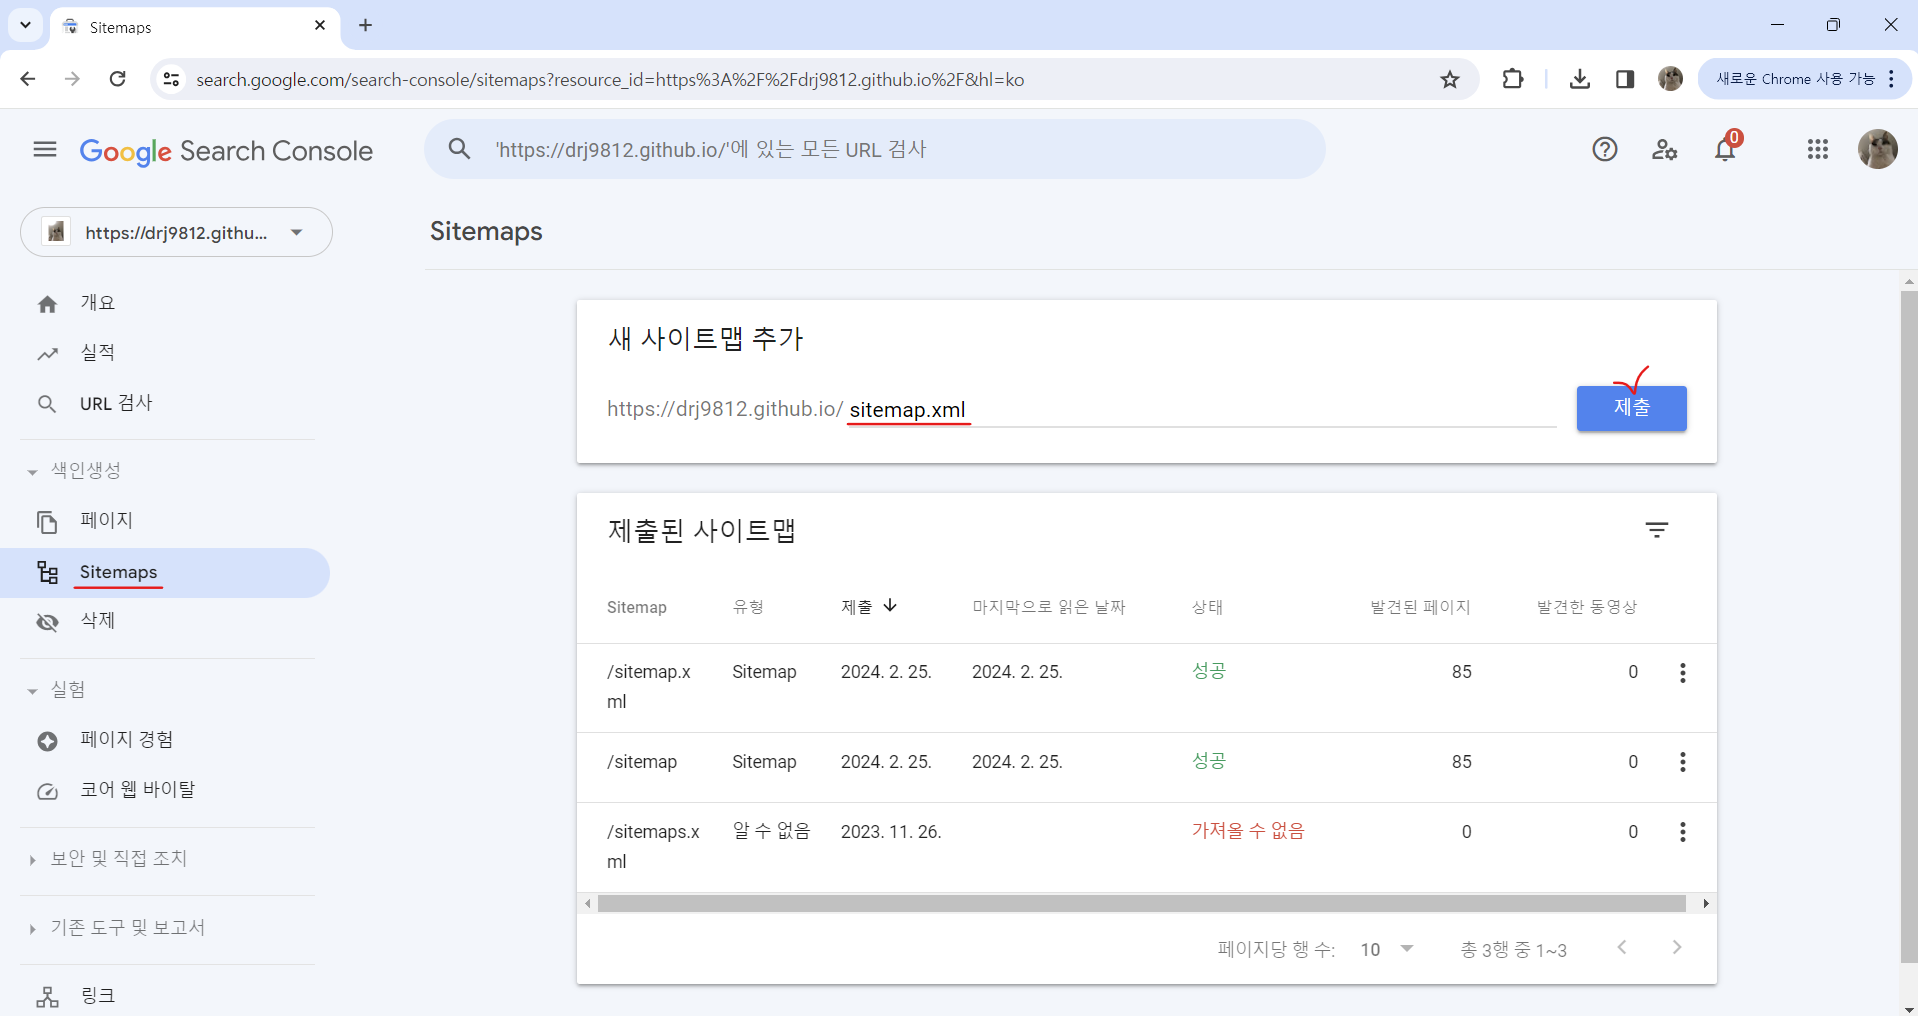 Sitemaps
search.google.com/search-console/sitemaps?resource_id=https%3A%2F%2Fdrj9812.github.io%2F&hl=ko
새로운 Chrome 사용 가능
Google Search Console
'https://drj9812.github.io/'에 있는 모든 URL 검사
0
https://drj9812.githu...
Sitemaps
개요
실적
URL 검사
색인생성
페이지
Sitemaps
삭제
실험
페이지 경험
코어 웹 바이탈
보안 및 직접 조치
기존 도구 및 보고서
링크
새 사이트맵 추가
https://drj9812.github.io/ sitemap.xml
제출
제출된 사이트맵
Sitemap 유형 제출 마지막으로 읽은 날짜 상태 발견된 페이지 발견한 동영상
/sitemap.x Sitemap 2024. 2. 25. 2024. 2. 25. 성공 85 0
ml
/sitemap Sitemap 2024. 2. 25. 2024. 2. 25. 성공 85 0
/sitemaps.x 알 수 없음 2023. 11. 26. 가져올 수 없음 0 0
ml
페이지당 행 수: 10 총 3행 중 1~3